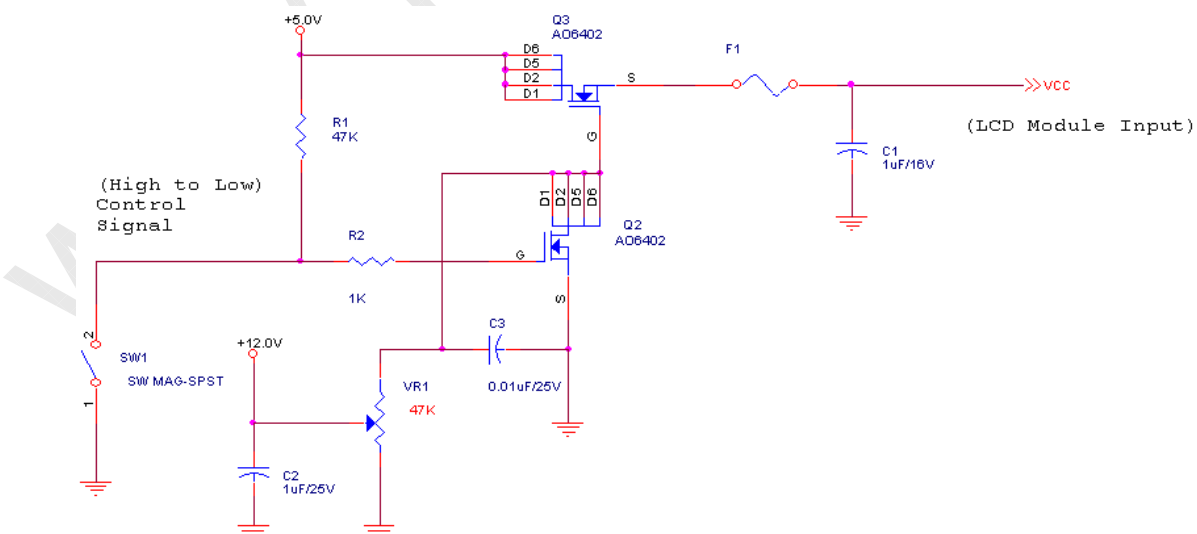 +5.0V
Q3
AO6402
D6
D5
D2
D1
S
G
F1
VCC
(LCD Module Input)
R1
47K
C1
1uF/16V
(High to Low)
Control
Signal
D1
D2
D5
D6
Q2
AO6402
R2
G
1K
S
2
SW1
SW MAG-SPST
1
+12.0V
C3
0.01uF/25V
VR1
47K
C2
1uF/25V